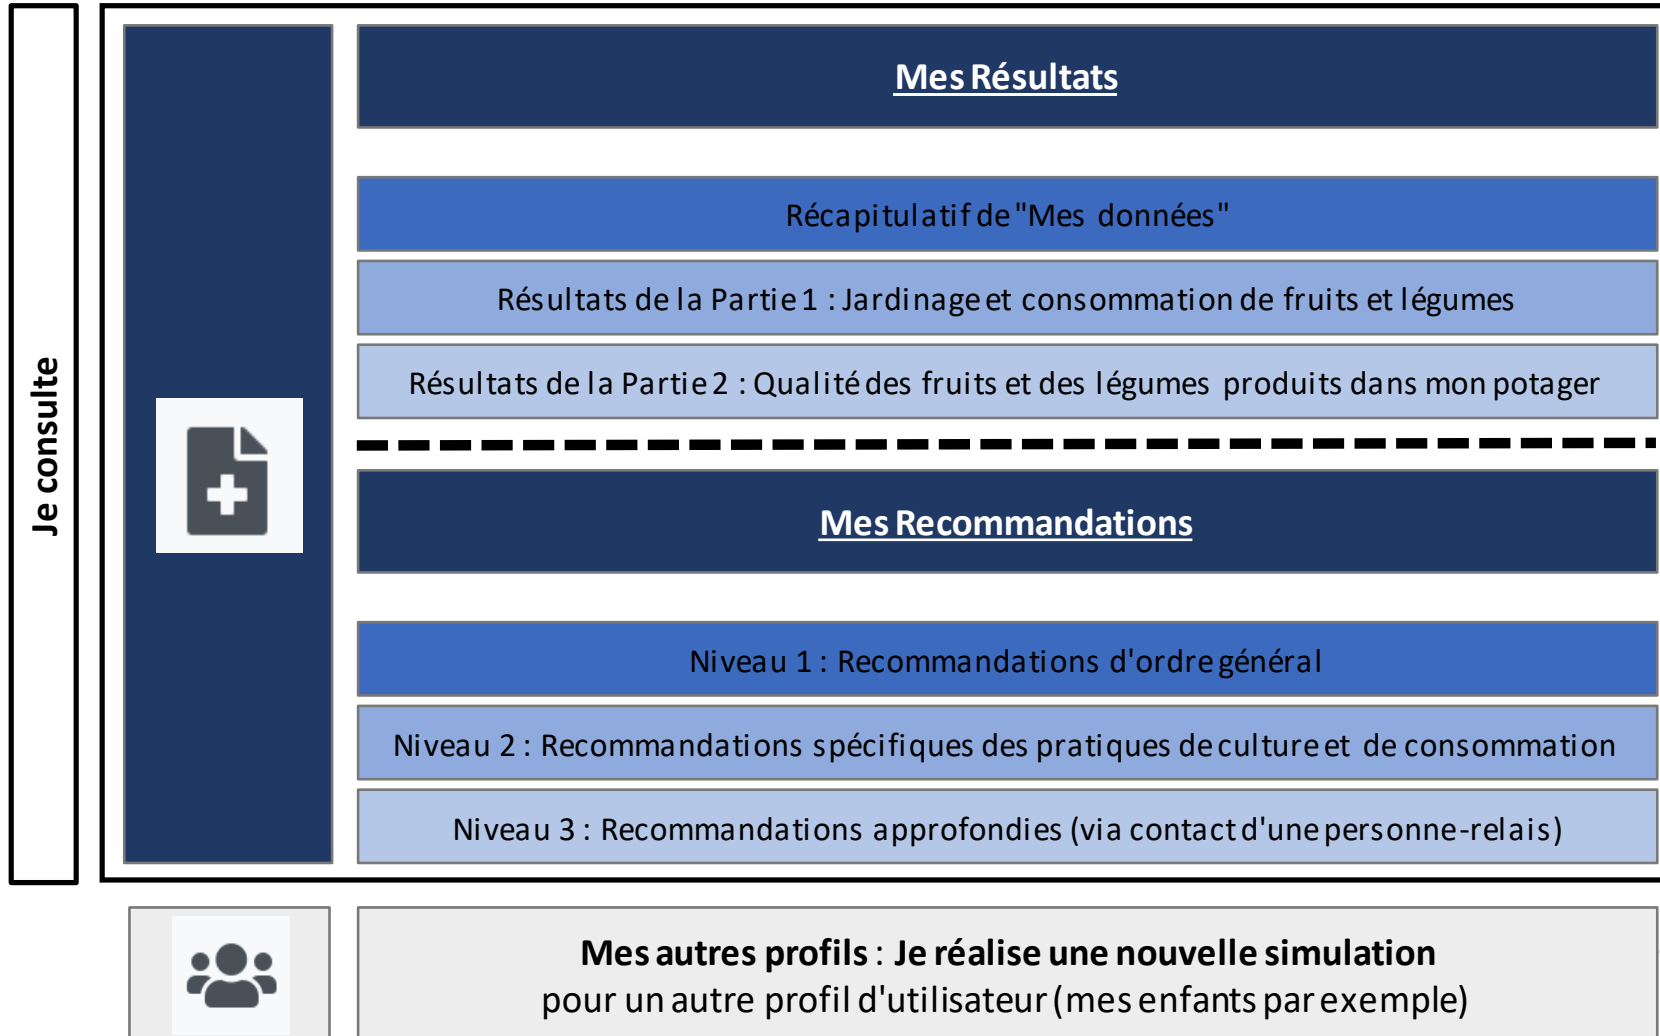 Je consulte
Mes Résultats
Récapitulatif de "Mes données"
Résultats de la Partie 1 : Jardinage et consommation de fruits et légumes
Résultats de la Partie 2 : Qualité des fruits et des légumes produits dans mon potager
Mes Recommandations
Niveau 1 : Recommandations d'ordre général
Niveau 2 : Recommandations spécifiques des pratiques de culture et de consommation
Niveau 3 : Recommandations approfondies (via contact d'une personne-relais)
Mes autres profils : Je réalise une nouvelle simulation
pour un autre profil d'utilisateur (mes enfants par exemple)